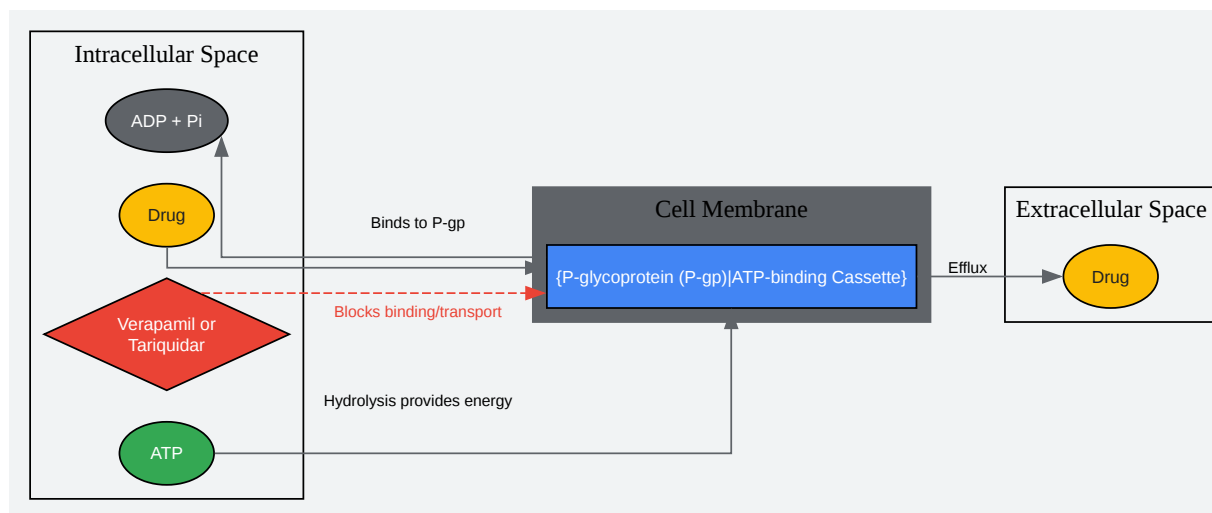 Intracellular Space
ADP + Pi
Drug
Verapamil or
Tariquidar
ATP
Binds to P-gp
Blocks binding/transport
Hydrolysis provides energy
Cell Membrane
{P-glycoprotein (P-gp)|ATP-binding Cassette}
Efflux
Extracellular Space
Drug